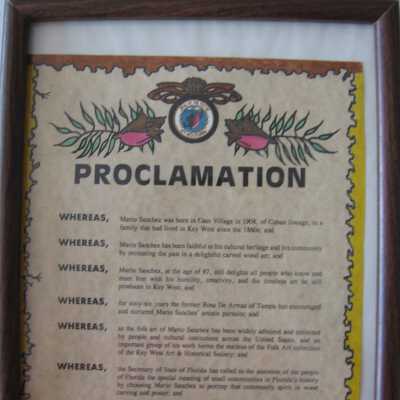 PROCLAMATION
WHEREAS, Mario Sanchez was born in Gato Village in 1908, of Cuban lineage, to a
family that had lived in Key West since the 1860s; and
WHEREAS, Mario Sanchez has been faithful to his cultural heritage and his community
by recreating the past in a delightful carved wood art; and
WHEREAS, Mario Sanchez, at the age of 87, still delights all people who know and
meet him with his humility, creativity, and the timeless art he still
produces in Key West; and
WHEREAS, for sixty-six years the former Rosa De Armas of Tampa has encouraged
and nurtured Mario Sanchez' artistic pursuits; and
WHEREAS, as the folk art of Mario Sanchez has been widely admired and collected
by people and cultural institutions across the United States, and an
important group of his work forms the nucleus of the Folk Art collection
of the Key West Art & Historical Society; and
WHEREAS, the Secretary of State of Florida has called to the attention of the people
of Florida the special meaning of small communities in Florida's history
by choosing Mario Sanchez to portray that community spirit in wood
carving and power; and